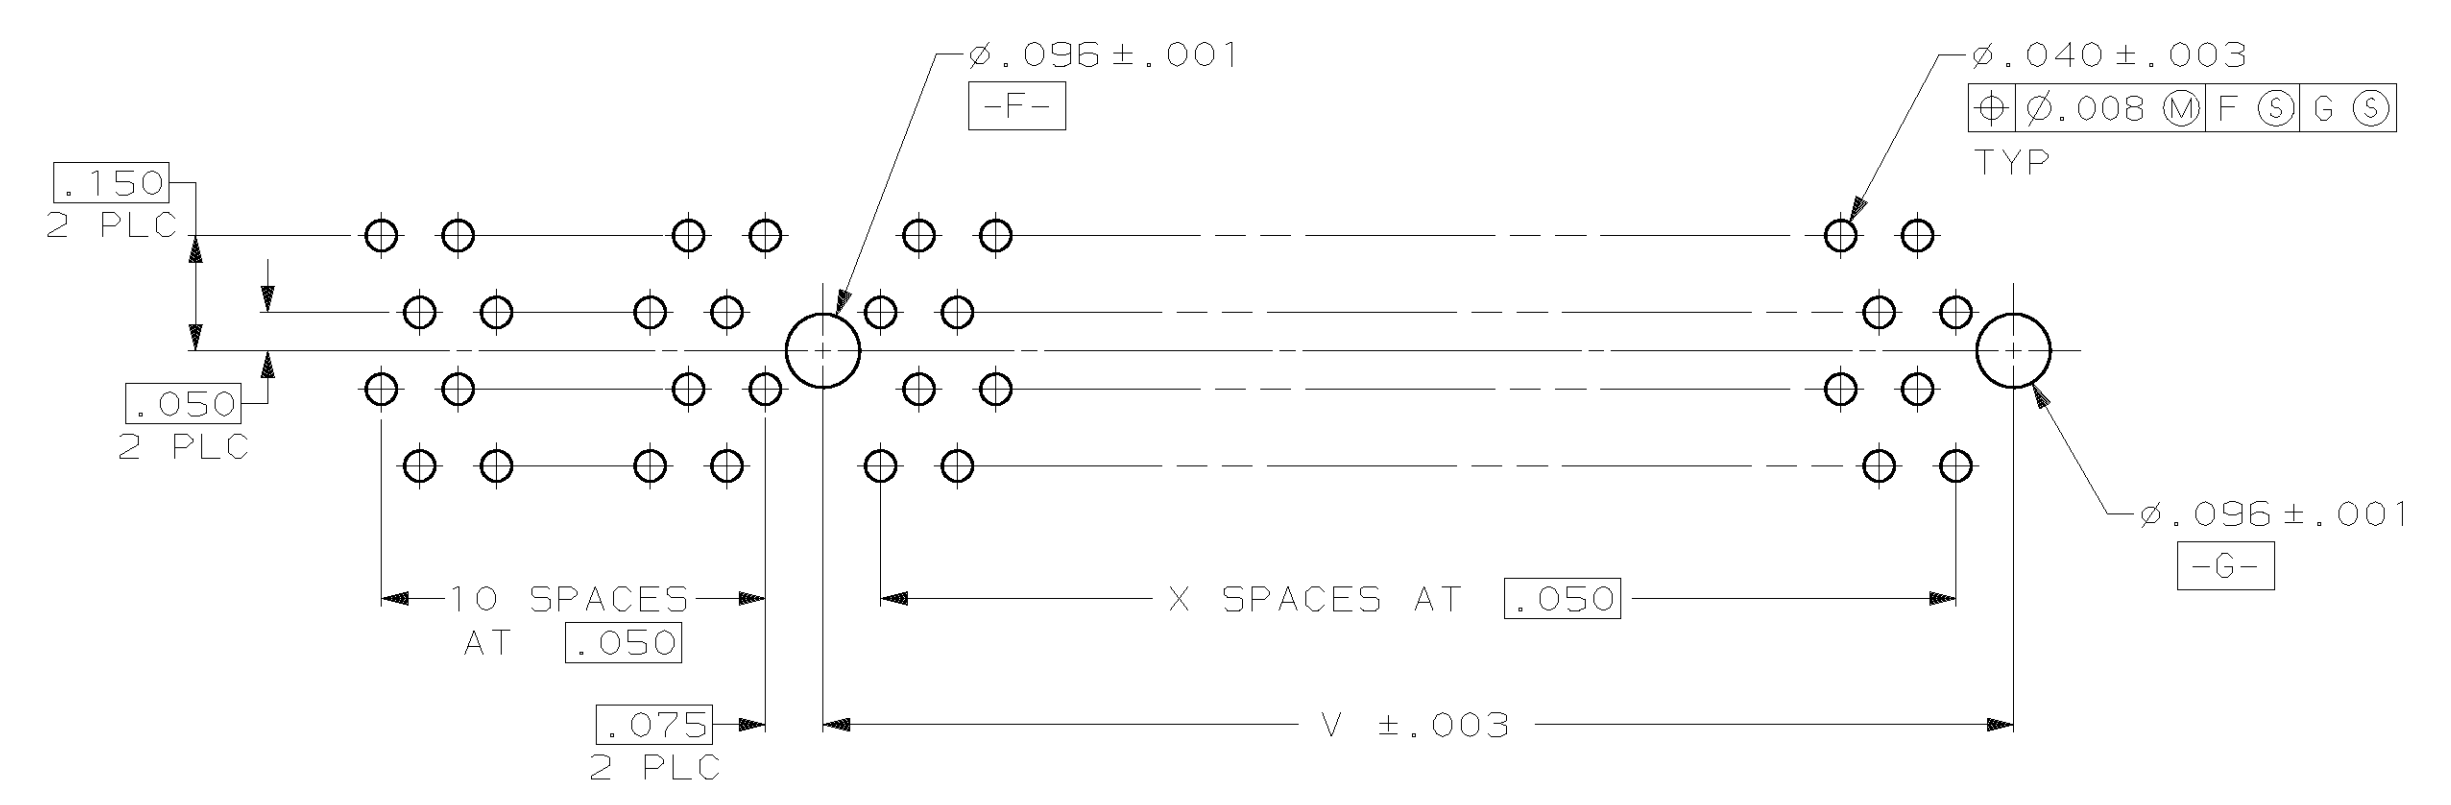 ⌀.096±.001
-F-
⌀.040±.003
⌖ ⌀.008 Ⓜ F Ⓢ G Ⓢ
TYP
.150
2 PLC
.050
2 PLC
⌀.096±.001
-G-
10 SPACES
AT .050
X SPACES AT .050
.075
2 PLC
V ±.003